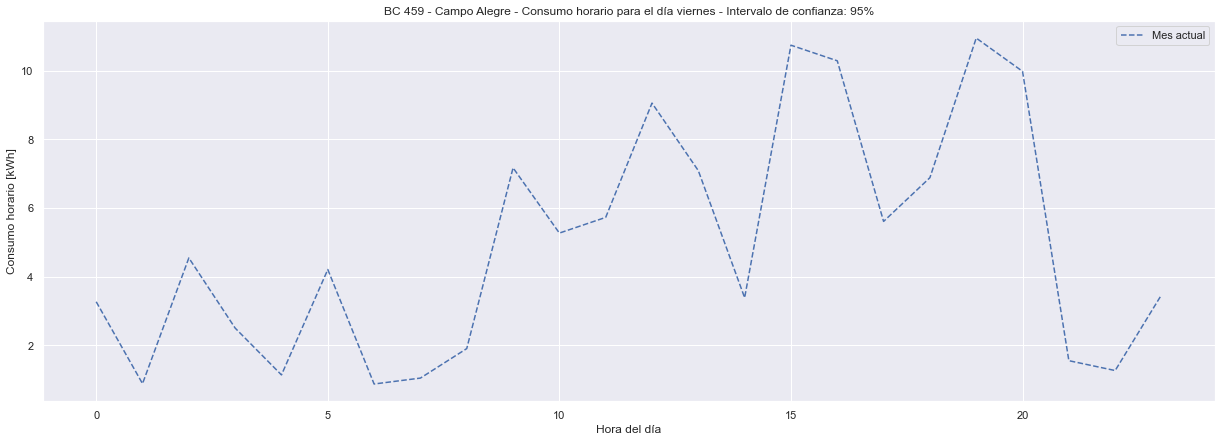 BC 459 - Campo Alegre - Consumo horario para el día viernes - Intervalo de confianza: 95%
Mes actual
Consumo horario [kWh]
10
8
6
4
2
0
5
10
15
20
Hora del día